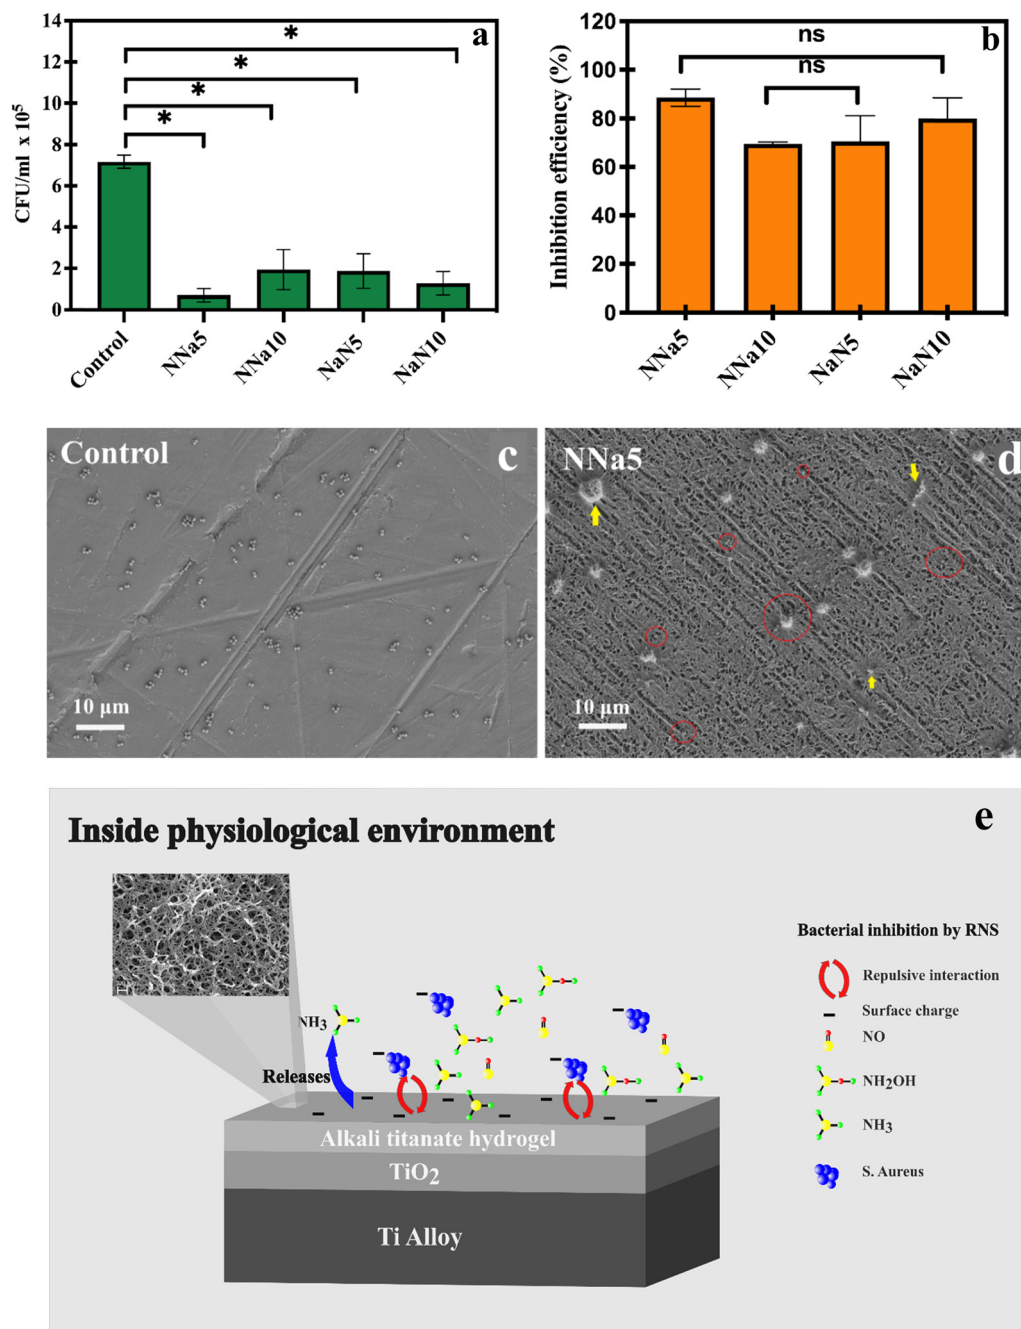 a
14
12
10
8
6
4
2
0
CFU/ml x 10⁵
*
*
*
*
Control
NNa5
NNa10
NaN5
NaN10
b
120
100
80
60
40
20
0
Inhibition efficiency (%)
ns
ns
NNa5
NNa10
NaN5
NaN10
Control
c
10 µm
NNa5
d
10 µm
e
Inside physiological environment
NH3
Releases
Alkali titanate hydrogel
TiO2
Ti Alloy
Bacterial inhibition by RNS
Repulsive interaction
Surface charge
NO
NH2OH
NH3
S. Aureus